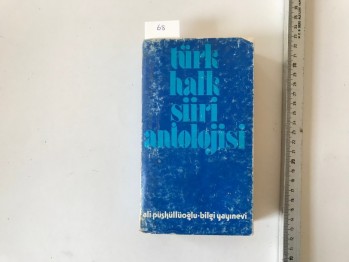 68
türk
halk
şiiri
antolojisi
ali püsküllüoğlu-bilgi yayınevi